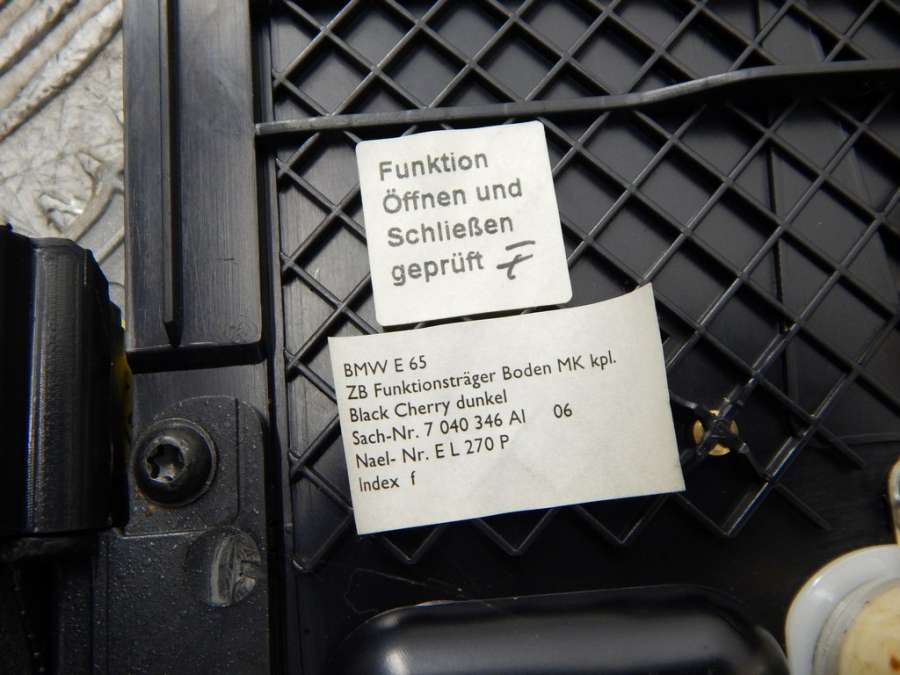 Funktion
Öffnen und
Schließen
geprüft
BMW E 65
ZB Funktionsträger Boden MK kpl.
Black Cherry dunkel
Sach-Nr. 7 040 346 AI 06
Nael- Nr. E L 270 P
Index f